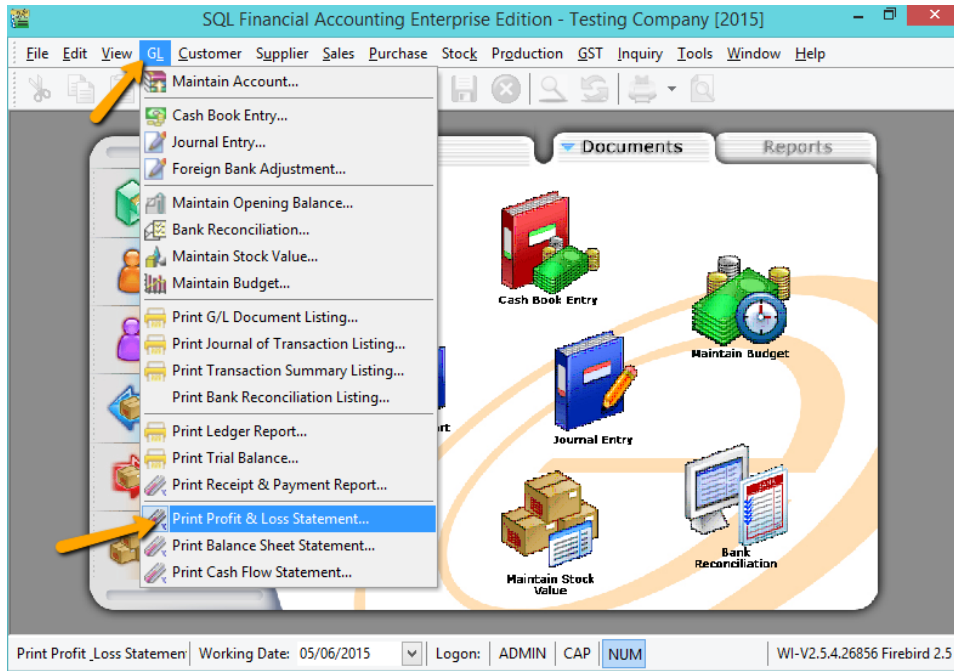 SQL Financial Accounting Enterprise Edition - Testing Company [2015]
File Edit View GL Customer Supplier Sales Purchase Stock Production GST Inquiry Tools Window Help
Maintain Account...
Cash Book Entry...
Journal Entry...
Foreign Bank Adjustment...
Maintain Opening Balance...
Bank Reconciliation...
Maintain Stock Value...
Maintain Budget...
Print G/L Document Listing...
Print Journal of Transaction Listing...
Print Transaction Summary Listing...
Print Bank Reconciliation Listing...
Print Ledger Report...
Print Trial Balance...
Print Receipt & Payment Report...
Print Profit & Loss Statement...
Print Balance Sheet Statement...
Print Cash Flow Statement...
Documents
Reports
Cash Book Entry
Maintain Budget
rt
Journal Entry
BANK
Maintain Stock
Value
Bank
Reconciliation
Print Profit _Loss Statemen Working Date: 05/06/2015 Logon: ADMIN CAP NUM WI-V2.5.4.26856 Firebird 2.5